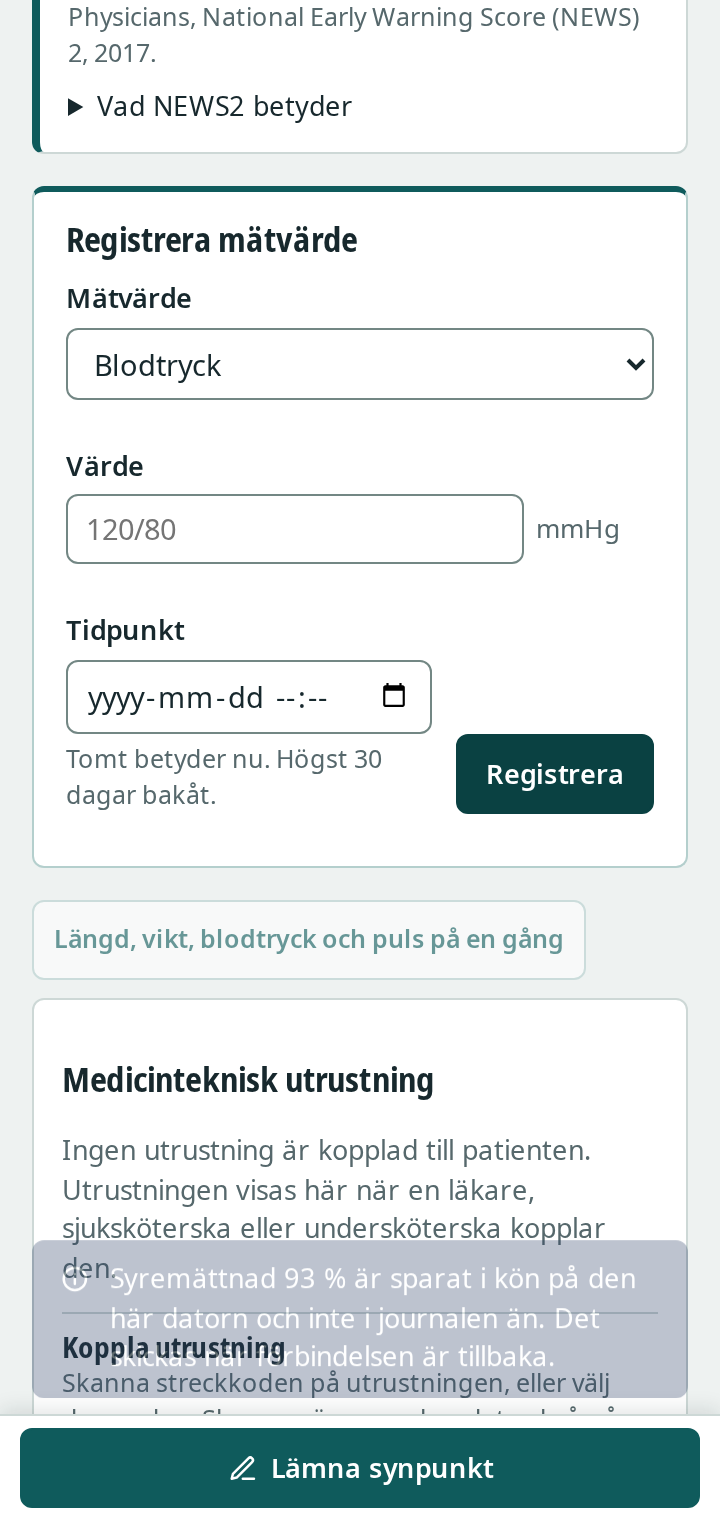 Physicians, National Early Warning Score (NEWS)
2, 2017.
Vad NEWS2 betyder
Registrera mätvärde
Mätvärde
Blodtryck
Värde
120/80
mmHg
Tidpunkt
yyyy-mm-dd --:--
Tomt betyder nu. Högst 30
dagar bakåt.
Registrera
Längd, vikt, blodtryck och puls på en gång
Medicinteknisk utrustning
Ingen utrustning är kopplad till patienten.
Utrustningen visas här när en läkare,
sjuksköterska eller undersköterska kopplar
den.
Syremättnad 93 % är sparat i kön på den
här datorn och inte i journalen än. Det
skickas när förbindelsen är tillbaka.
Koppla utrustning
Skanna streckkoden på utrustningen, eller välj
Lämna synpunkt